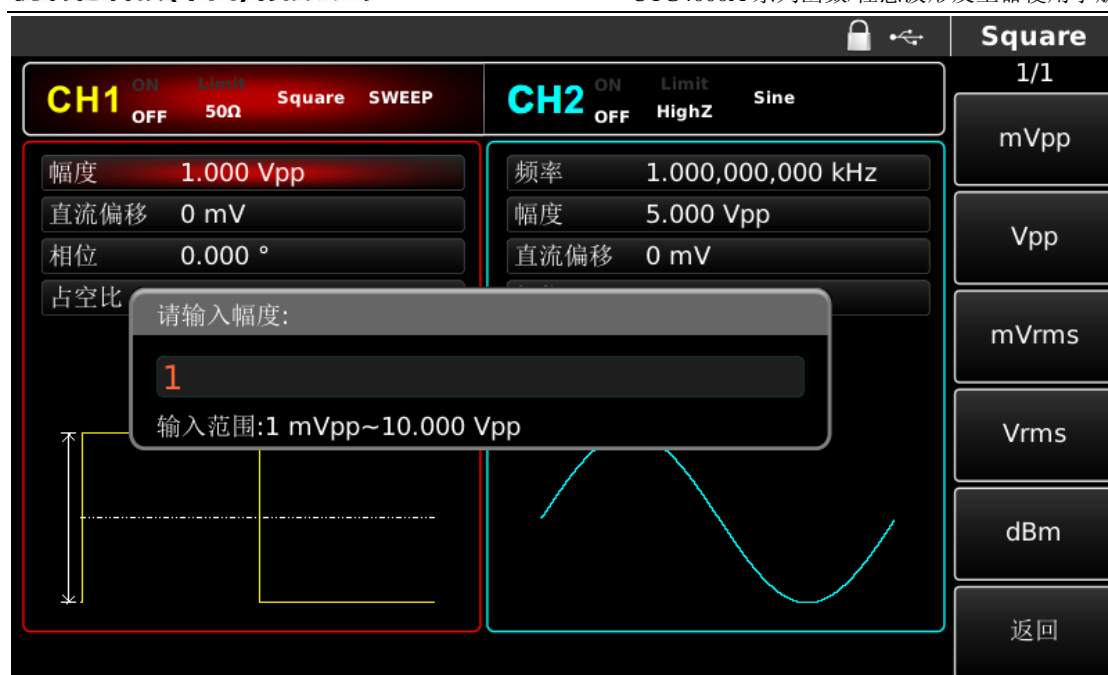 Square
1/1
CH1 ON OFF Limit 50Ω Square SWEEP
CH2 ON OFF Limit HighZ Sine
幅度 1.000 Vpp
直流偏移 0 mV
相位 0.000 °
占空比
频率 1.000,000,000 kHz
幅度 5.000 Vpp
直流偏移 0 mV
请输入幅度:
1
输入范围:1 mVpp~10.000 Vpp
mVpp
Vpp
mVrms
Vrms
dBm
返回